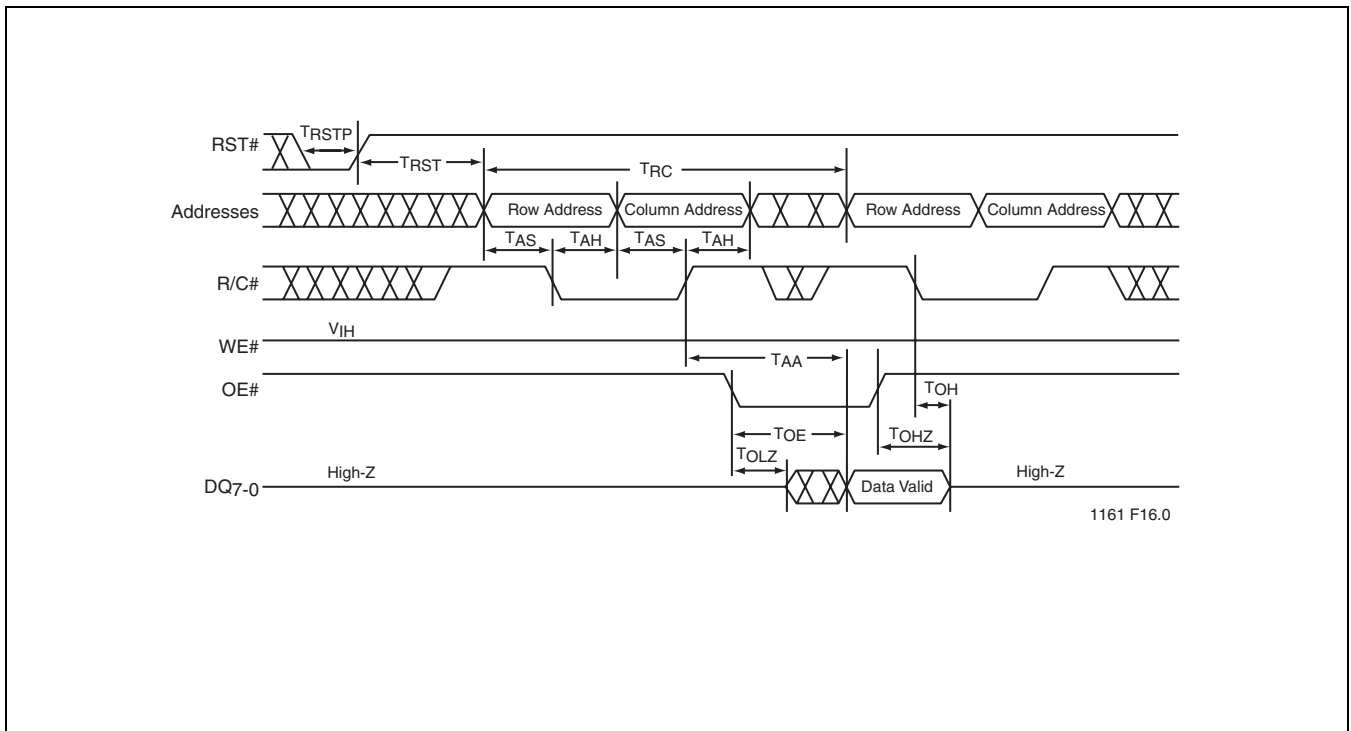 RST#
TRSTP
TRST
TRC
Addresses
Row Address
Column Address
Row Address
Column Address
TAS
TAH
TAS
TAH
R/C#
VIH
WE#
TAA
OE#
TOH
TOE
TOHZ
TOLZ
DQ7-0
High-Z
Data Valid
High-Z
1161 F16.0